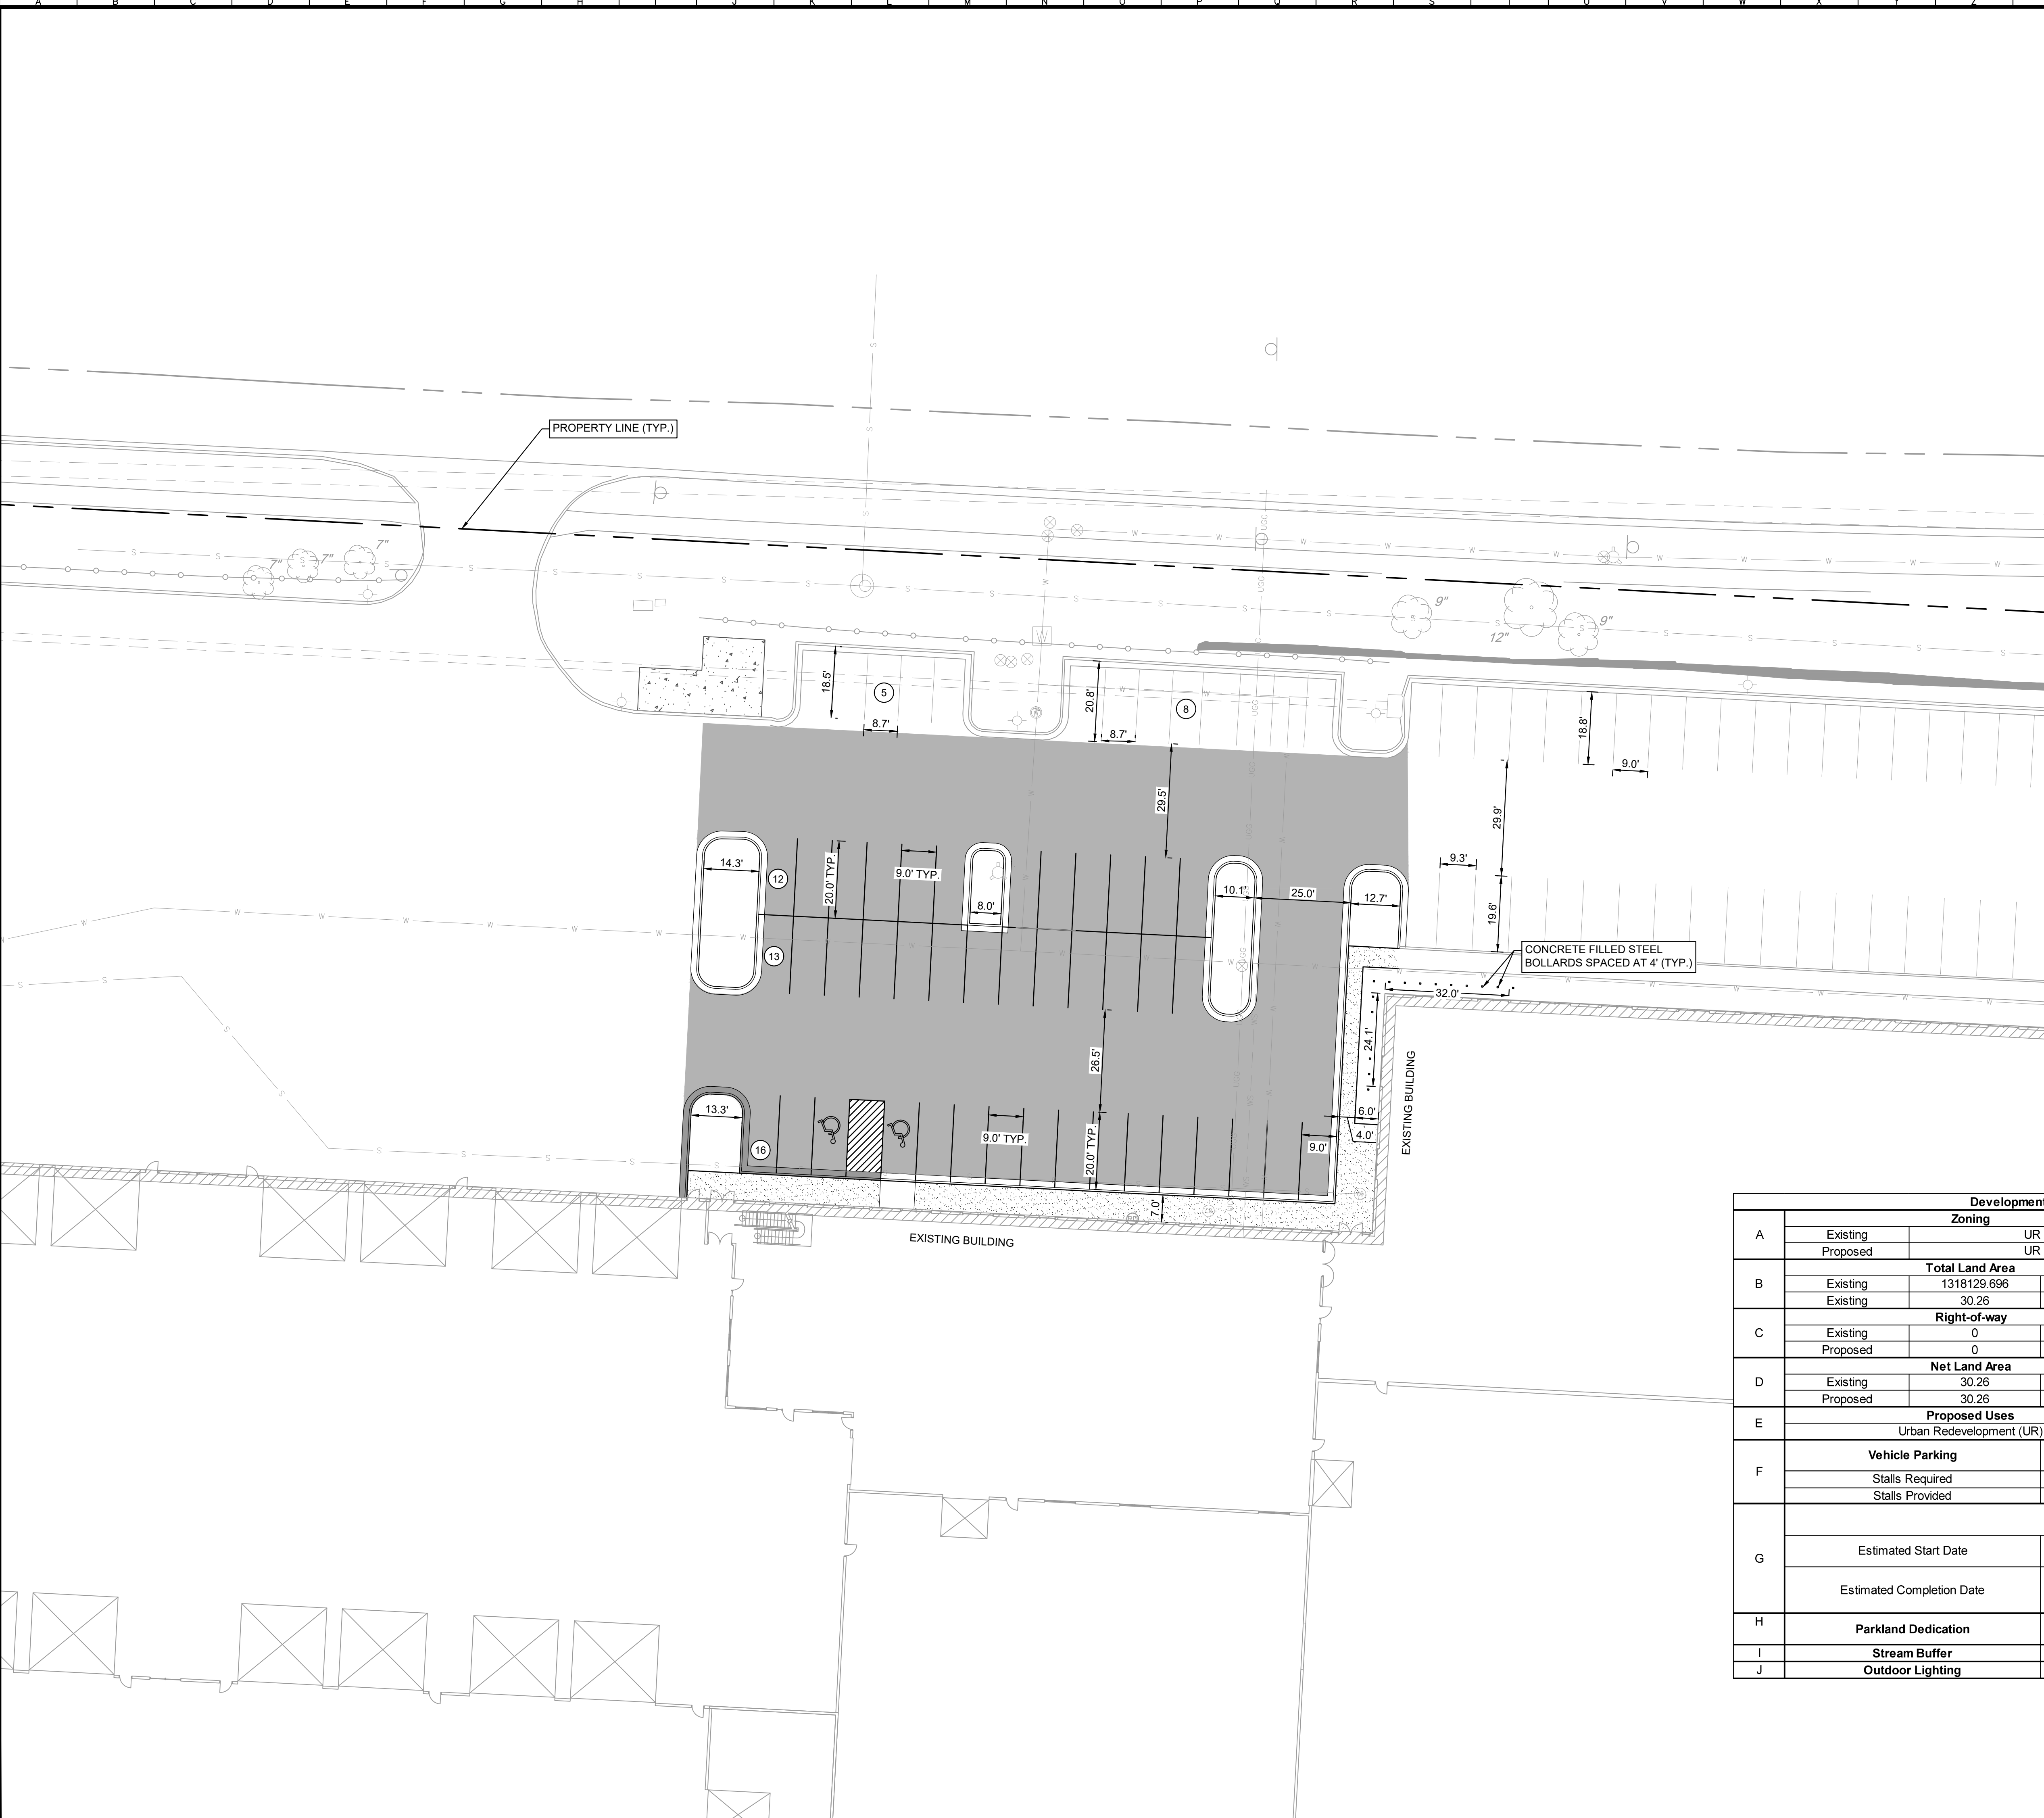 A B C D E F G H I J K L M N O P Q R S T U V W X Y Z
PROPERTY LINE (TYP.)
7"
7"
7"
9"
12"
9"
18.5'
5
8.7'
20.8'
8.7'
8
18.8'
9.0'
29.5'
29.9'
14.3'
12
20.0' TYP.
9.0' TYP.
8.0'
10.1'
25.0'
12.7'
9.3'
19.6'
13
CONCRETE FILLED STEEL
BOLLARDS SPACED AT 4' (TYP.)
32.0'
24.1'
26.5'
EXISTING BUILDING
13.3'
16
9.0' TYP.
20.0' TYP.
6.0'
4.0'
9.0'
7.0'
EXISTING BUILDING
Development
A
Zoning
Existing UR
Proposed UR
B
Total Land Area
Existing 1318129.696
Existing 30.26
C
Right-of-way
Existing 0
Proposed 0
D
Net Land Area
Existing 30.26
Proposed 30.26
E
Proposed Uses
Urban Redevelopment (UR)
F
Vehicle Parking
Stalls Required
Stalls Provided
G
Estimated Start Date
Estimated Completion Date
H Parkland Dedication
I Stream Buffer
J Outdoor Lighting